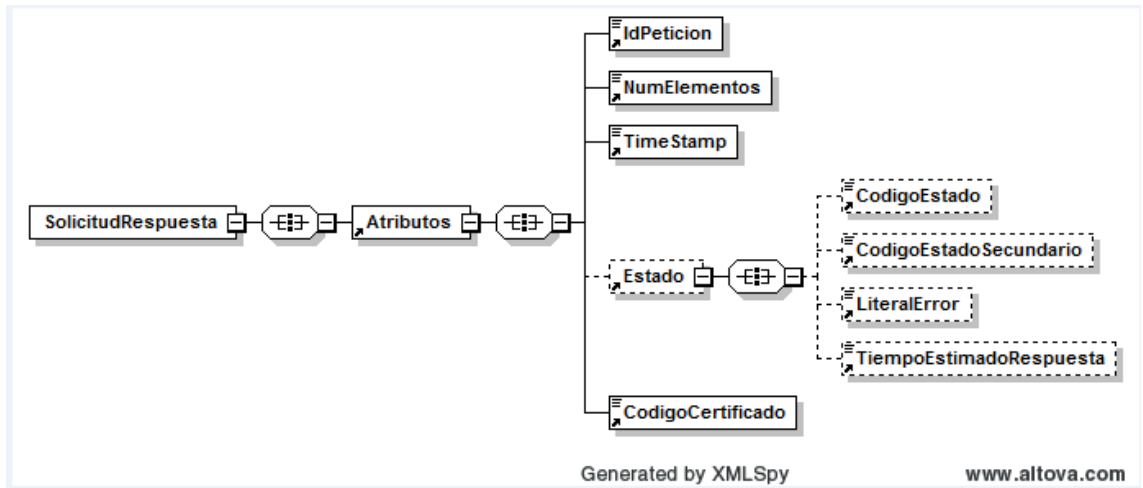 IdPeticion
NumElementos
TimeStamp
CodigoEstado
SolicitudRespuesta
Atributos
CodigoEstadoSecundario
Estado
LiteralError
TiempoEstimadoRespuesta
CodigoCertificado
Generated by XMLSpy
www.altova.com